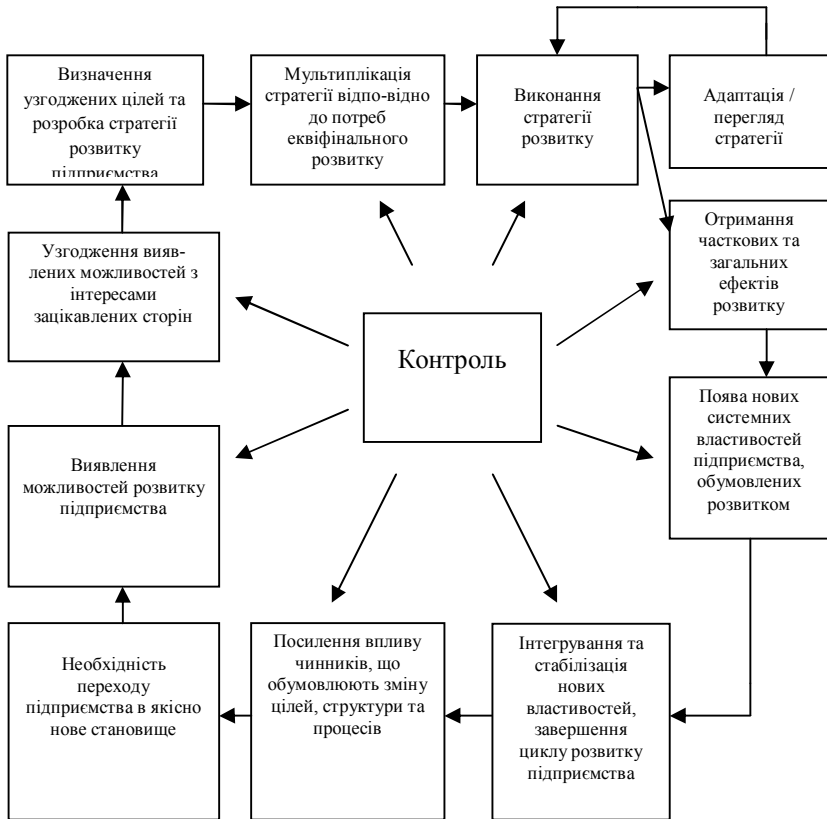 Визначення
узгоджених цілей та
розробка стратегії
розвитку
підприємства
Мультиплікація
стратегії відпо-відно
до потреб
еквіфінального
розвитку
Виконання
стратегії
розвитку
Адаптація /
перегляд
стратегії
Отримання
часткових та
загальних
ефектів
розвитку
Узгодження вияв-
лених можливостей з
інтересами
зацікавлених сторін
Контроль
Поява нових
системних
властивостей
підприємства,
обумовлених
розвитком
Виявлення
можливостей розвитку
підприємства
Необхідність
переходу
підприємства в якісно
нове становище
Посилення впливу
чинників, що
обумовлюють зміну
цілей, структури та
процесів
Інтегрування та
стабілізація
нових
властивостей,
завершення
циклу розвитку
підприємства